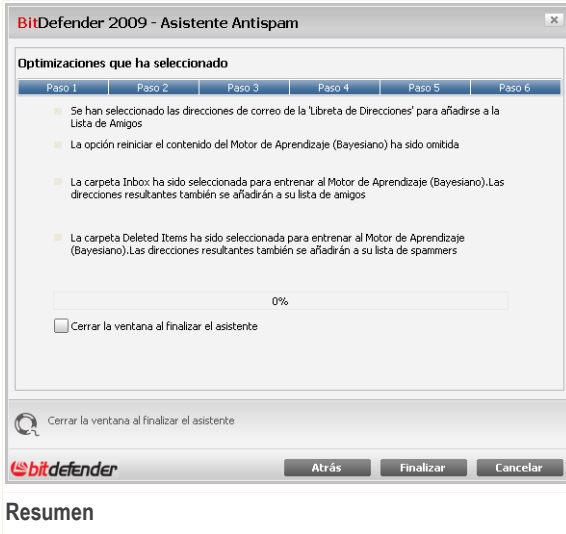 BitDefender 2009 - Asistente Antispam
Optimizaciones que ha seleccionado
Paso 1 Paso 2 Paso 3 Paso 4 Paso 5 Paso 6
Se han seleccionado las direcciones de correo de la 'Libreta de Direcciones' para añadirse a la
Lista de Amigos
La opción reiniciar el contenido del Motor de Aprendizaje (Bayesiano) ha sido omitida
La carpeta Inbox ha sido seleccionada para entrenar al Motor de Aprendizaje (Bayesiano).Las
direcciones resultantes también se añadirán a su lista de amigos
La carpeta Deleted Items ha sido seleccionada para entrenar al Motor de Aprendizaje
(Bayesiano).Las direcciones resultantes también se añadirán a su lista de spammers
0%
Cerrar la ventana al finalizar el asistente
Cerrar la ventana al finalizar el asistente
bitdefender Atrás Finalizar Cancelar
Resumen